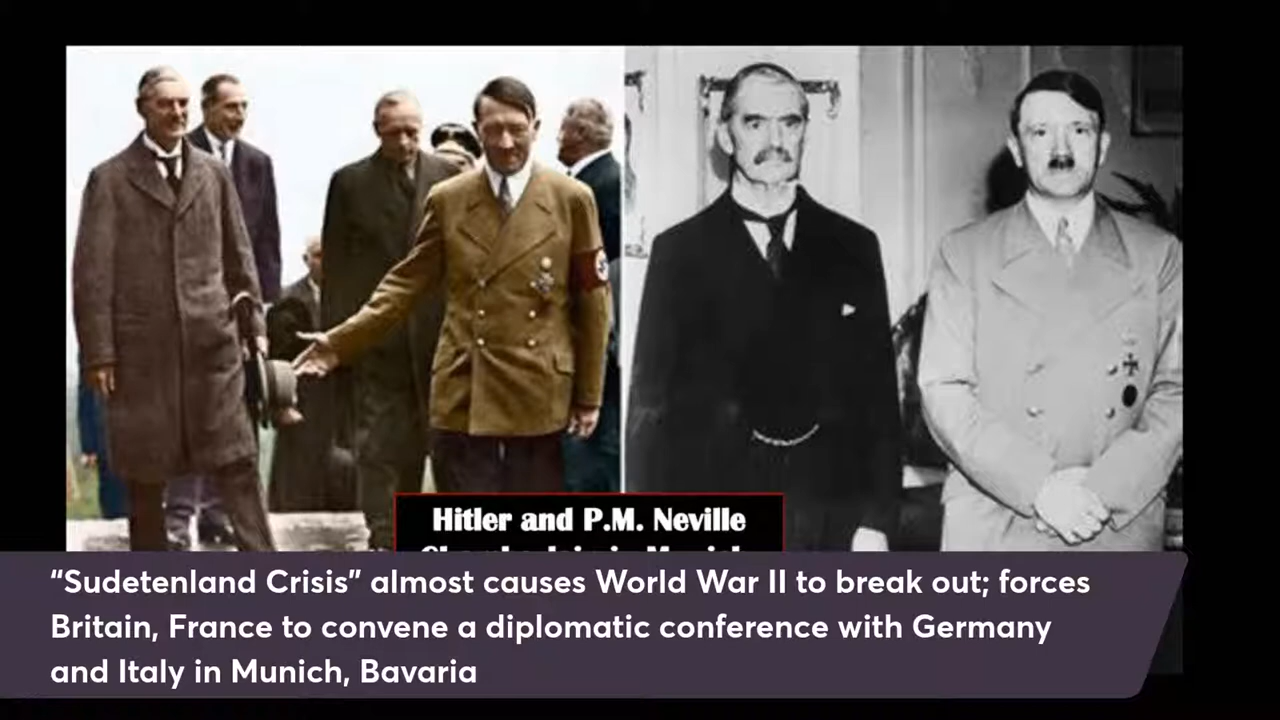 Hitler and P.M. Neville
“Sudetenland Crisis” almost causes World War II to break out; forces
Britain, France to convene a diplomatic conference with Germany
and Italy in Munich, Bavaria